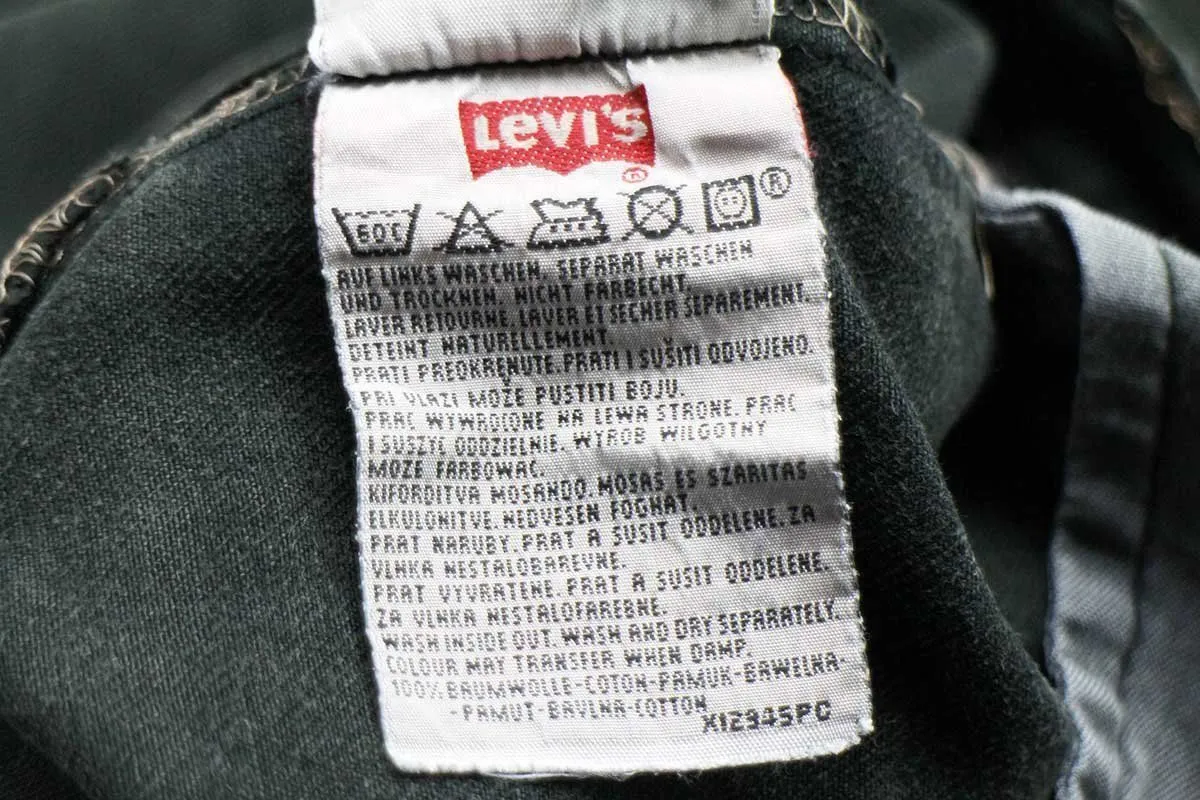 Levi's
®
60C ®
AUF LINKS WASCHEN. SEPARAT WASCHEN
UND TROCKNEN. NICHT FARBECHT.
LAVER RETOURNE. LAVER ET SECHER SEPAREMENT.
DETEINT NATURELLEMENT.
PRATI PREOKRENUTE. PRATI I SUŠITI ODVOJENO.
PRI VLAZI MOŽE PUSTITI BOJU.
PRAC WYWROCONE NA LEWA STRONE. PRAC
I SUSZYC ODDZIELNIE. WYROB WILGOTNY
MOZE FARBOWAC.
KIFORDITVA MOSANDO. MOSAS ES SZARITAS
ELKULONITVE. NEDVESEN FOGHAT.
PRAT NARUBY. PRAT A SUSIT ODDELENE. ZA
VLHKA NESTALOBAREVNE.
PRAT VYVRATENE. PRAT A SUSIT ODDELENE.
ZA VLHKA NESTALOFAREBNE.
WASH INSIDE OUT. WASH AND DRY SEPARATELY.
COLOUR MAY TRANSFER WHEN DAMP.
100% BAUMWOLLE-COTON-PAMUK-BAWELNA-
-PAMUT-BAVLNA-COTTON
X12945PC